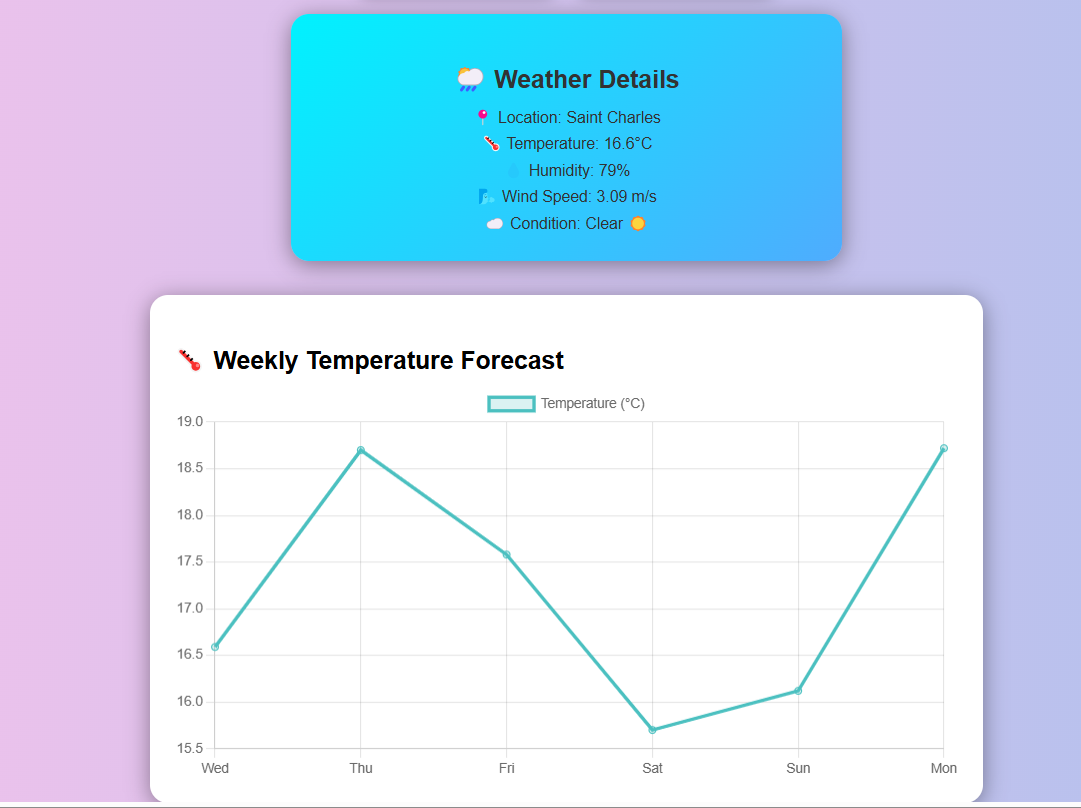 Weather Details
Location: Saint Charles
Temperature: 16.6°C
Humidity: 79%
Wind Speed: 3.09 m/s
Condition: Clear
Weekly Temperature Forecast
Temperature (°C)
19.0
18.5
18.0
17.5
17.0
16.5
16.0
15.5
Wed Thu Fri Sat Sun Mon